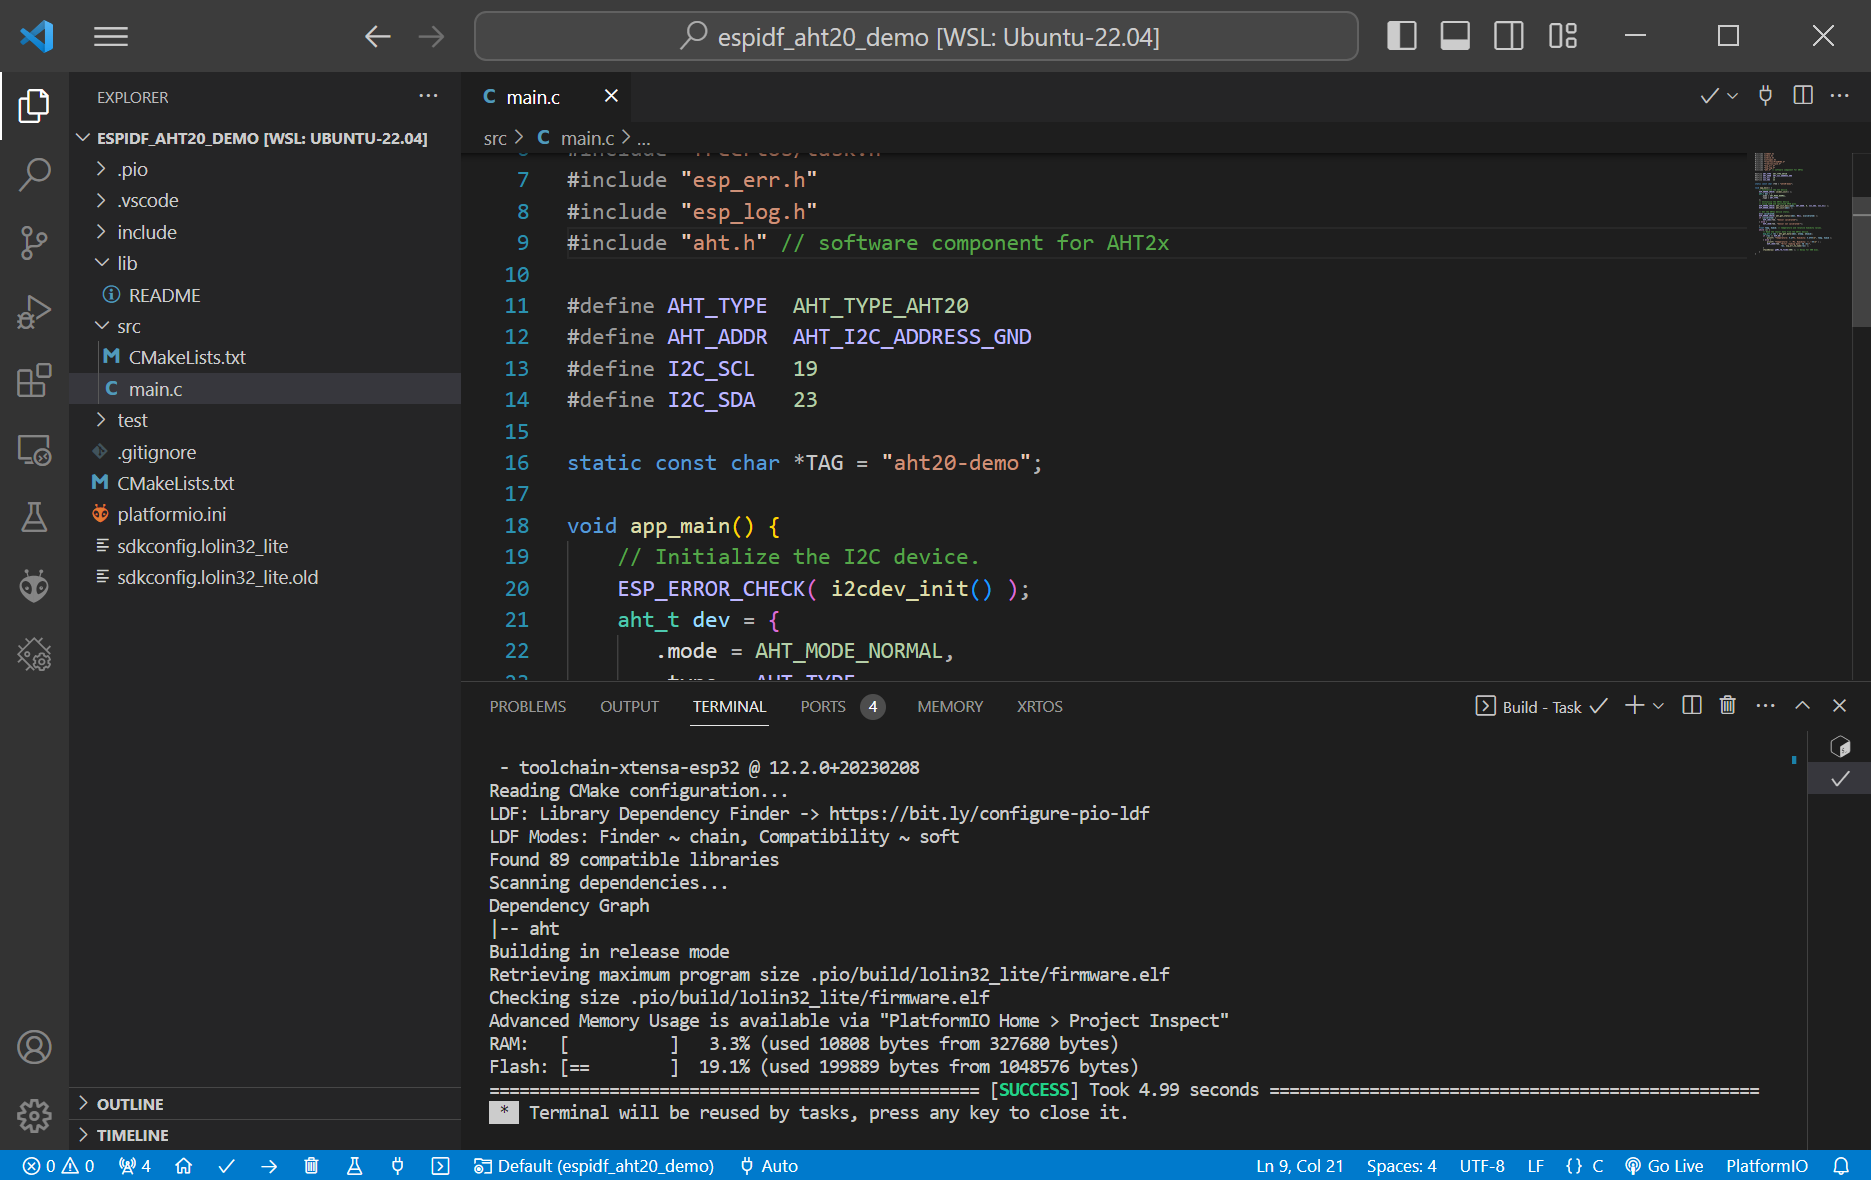 espidf_aht20_demo [WSL: Ubuntu-22.04]
EXPLORER
ESPIDF_AHT20_DEMO [WSL: UBUNTU-22.04]
.pio
.vscode
include
lib
README
src
CMakeLists.txt
main.c
test
.gitignore
CMakeLists.txt
platformio.ini
sdkconfig.lolin32_lite
sdkconfig.lolin32_lite.old
OUTLINE
TIMELINE
main.c
src > C main.c > ...
7 #include "esp_err.h"
8 #include "esp_log.h"
9 #include "aht.h" // software component for AHT2x
10
11 #define AHT_TYPE  AHT_TYPE_AHT20
12 #define AHT_ADDR  AHT_I2C_ADDRESS_GND
13 #define I2C_SCL   19
14 #define I2C_SDA   23
15
16 static const char *TAG = "aht20-demo";
17
18 void app_main() {
19     // Initialize the I2C device.
20     ESP_ERROR_CHECK( i2cdev_init() );
21     aht_t dev = {
22        .mode = AHT_MODE_NORMAL,
PROBLEMS OUTPUT TERMINAL PORTS 4 MEMORY XRTOS
Build - Task
 - toolchain-xtensa-esp32 @ 12.2.0+20230208
Reading CMake configuration...
LDF: Library Dependency Finder -> https://bit.ly/configure-pio-ldf
LDF Modes: Finder ~ chain, Compatibility ~ soft
Found 89 compatible libraries
Scanning dependencies...
Dependency Graph
|-- aht
Building in release mode
Retrieving maximum program size .pio/build/lolin32_lite/firmware.elf
Checking size .pio/build/lolin32_lite/firmware.elf
Advanced Memory Usage is available via "PlatformIO Home > Project Inspect"
RAM:   [          ]   3.3% (used 10808 bytes from 327680 bytes)
Flash: [==        ]  19.1% (used 199889 bytes from 1048576 bytes)
================================================= [SUCCESS] Took 4.99 seconds =================================================
 *  Terminal will be reused by tasks, press any key to close it.
0 0 4 Default (espidf_aht20_demo) Auto Ln 9, Col 21 Spaces: 4 UTF-8 LF {} C Go Live PlatformIO